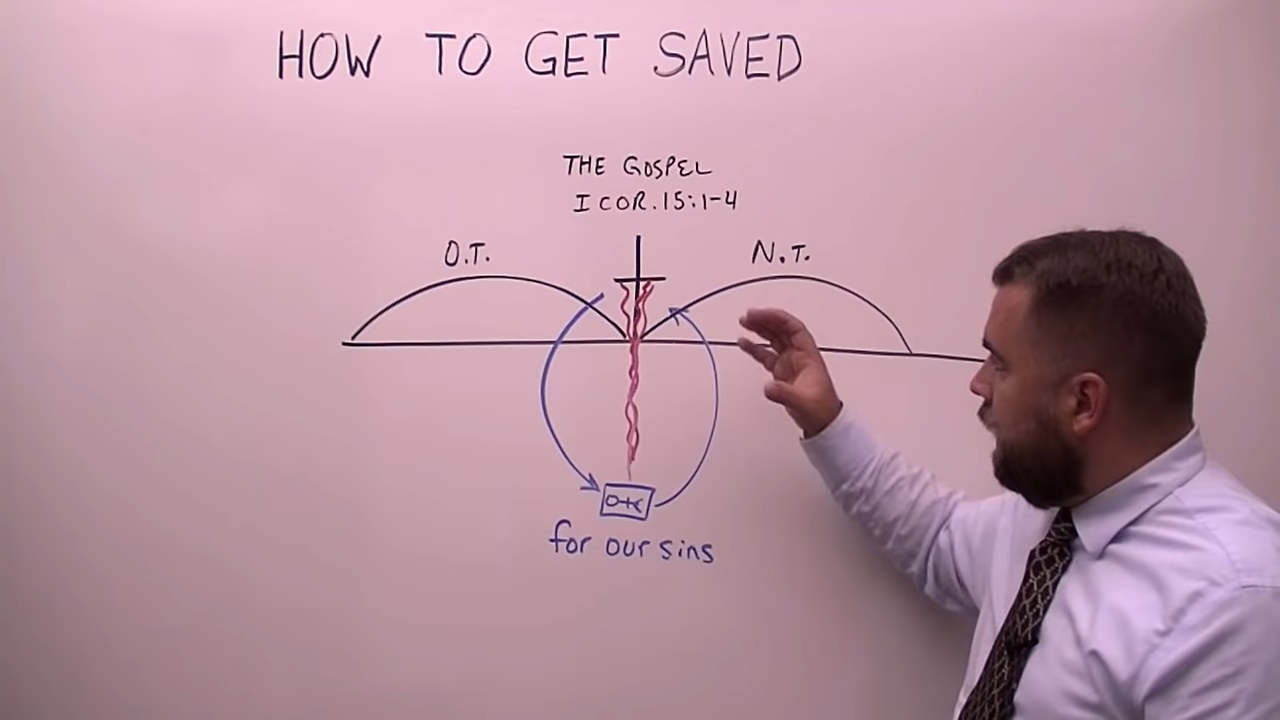 HOW TO GET SAVED
THE GOSPEL
I COR. 15:1-4
O.T.
N.T.
for our sins